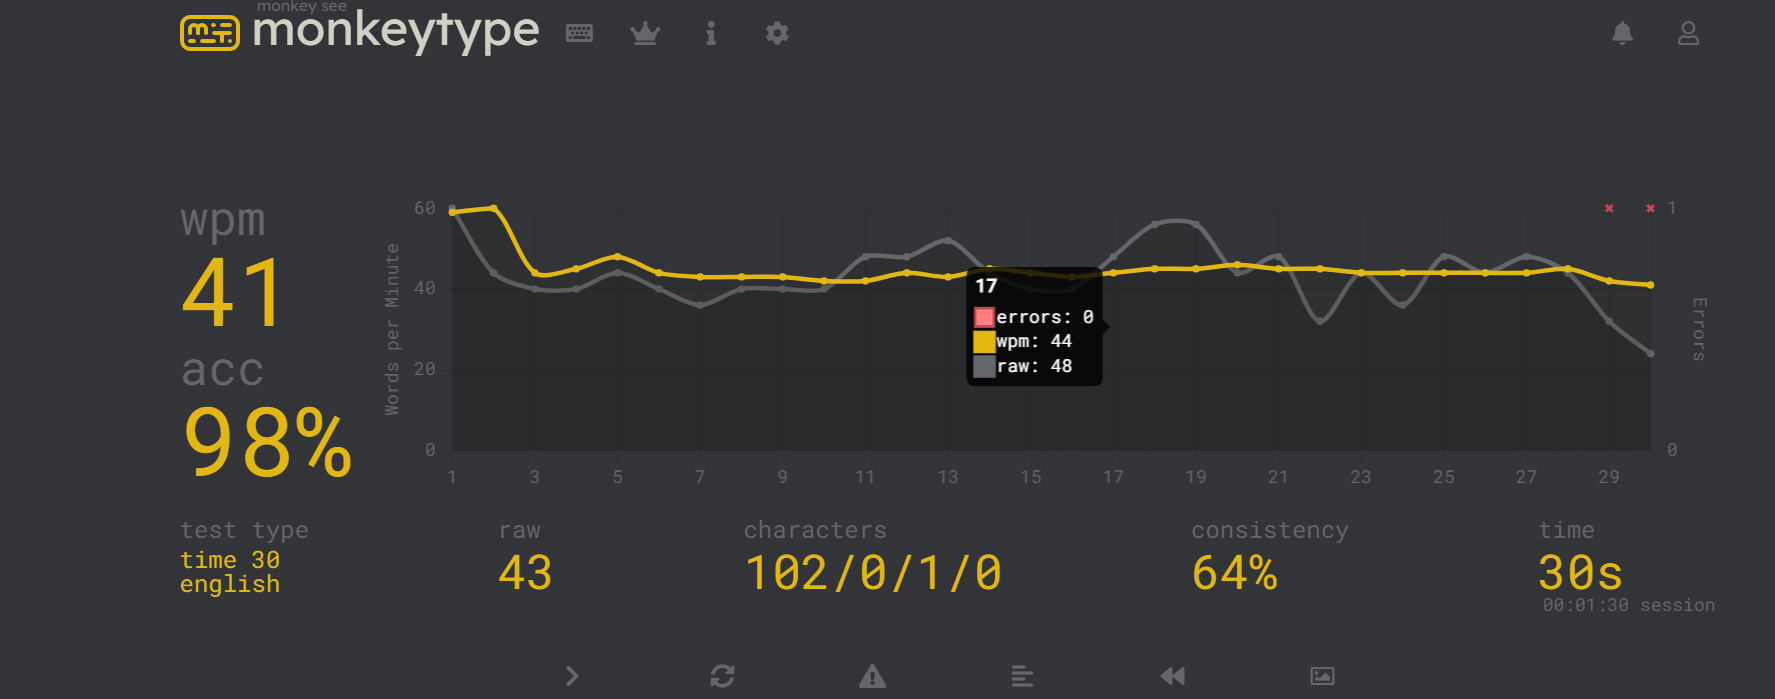 monkey see
monkeytype
wpm
41
acc
98%
Words per Minute
60
40
20
0
17
errors: 0
wpm: 44
raw: 48
1
0
Errors
1 3 5 7 9 11 13 15 17 19 21 23 25 27 29
test type
time 30
english
raw
43
characters
102/0/1/0
consistency
64%
time
30s
00:01:30 session